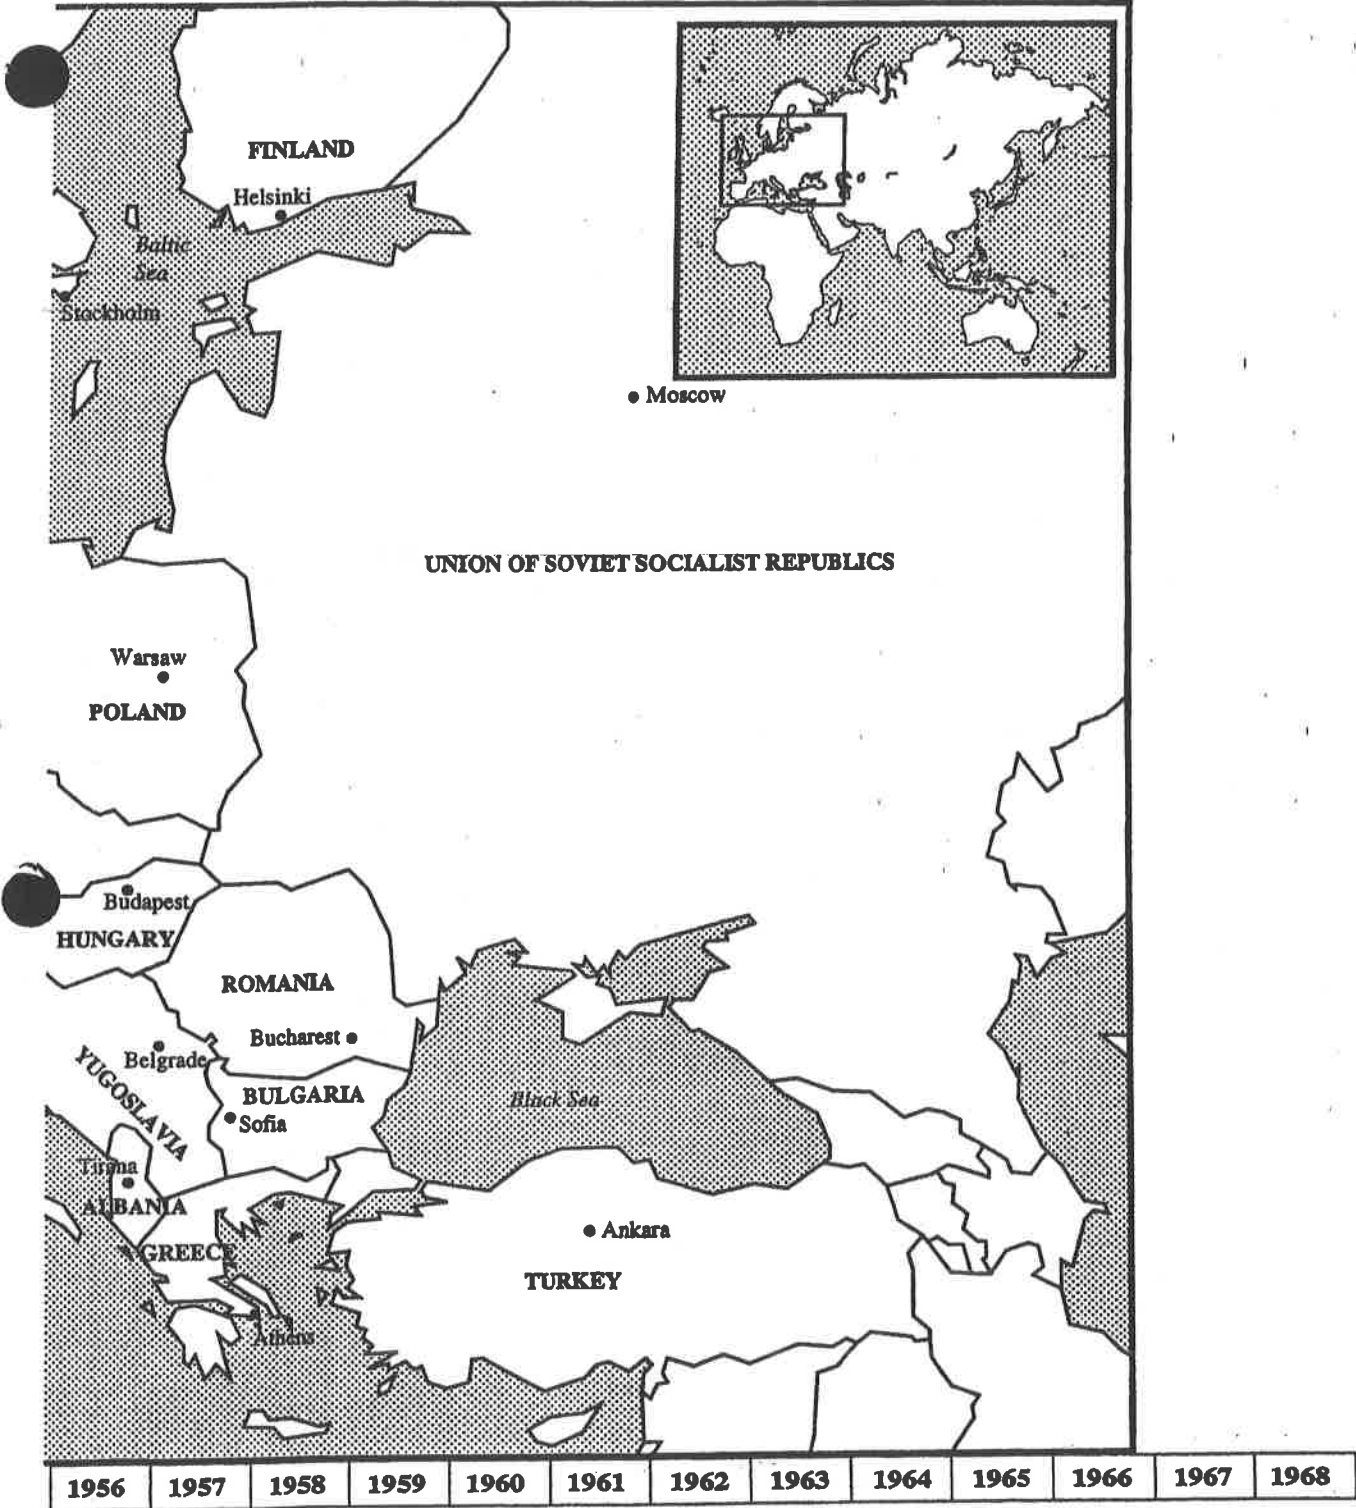 FINLAND
Helsinki
Baltic
Sea
Stockholm
Moscow
UNION OF SOVIET SOCIALIST REPUBLICS
Warsaw
POLAND
Budapest
HUNGARY
ROMANIA
Bucharest
Belgrade
YUGOSLAVIA
BULGARIA
Sofia
Black Sea
Tirana
ALBANIA
GREECE
Ankara
TURKEY
Athens
1956 1957 1958 1959 1960 1961 1962 1963 1964 1965 1966 1967 1968